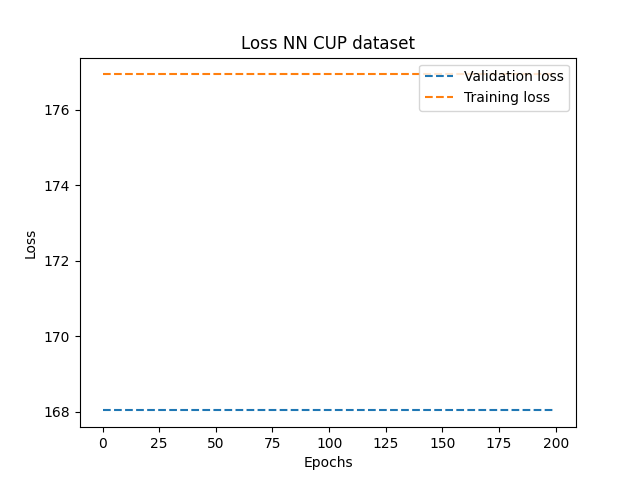 Loss NN CUP dataset
Validation loss
Training loss
176
174
172
170
168
Loss
0 25 50 75 100 125 150 175 200
Epochs